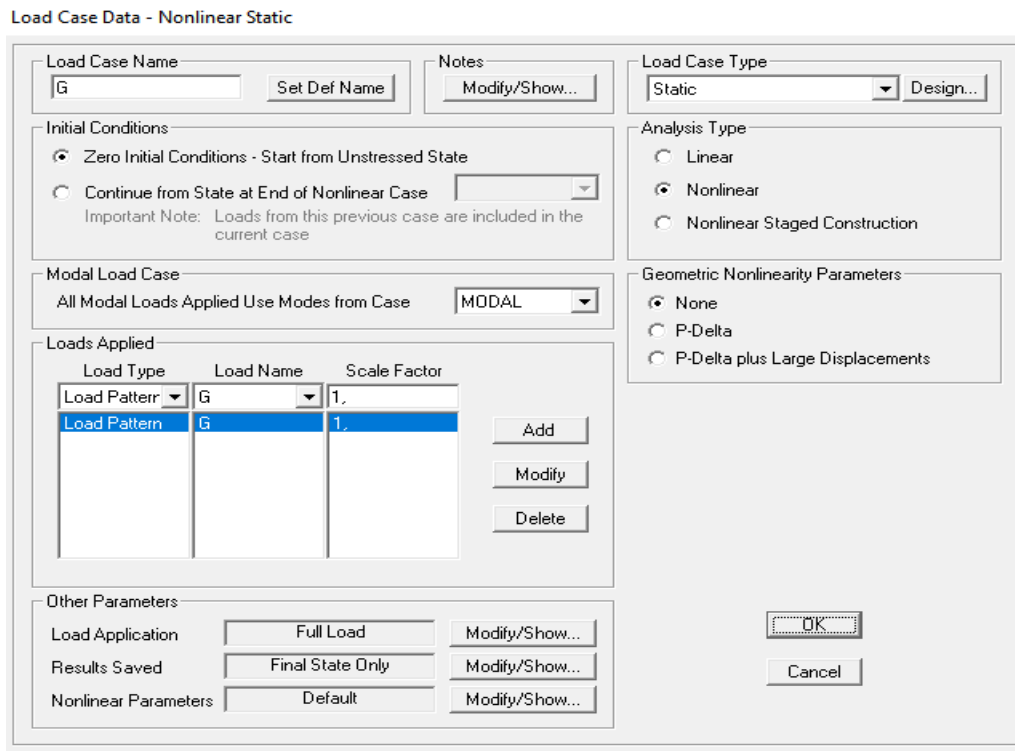 Load Case Data - Nonlinear Static
Load Case Name
G
Set Def Name
Notes
Modify/Show...
Load Case Type
Static
Design...
Initial Conditions
Zero Initial Conditions - Start from Unstressed State
Continue from State at End of Nonlinear Case
Important Note: Loads from this previous case are included in the
current case
Analysis Type
Linear
Nonlinear
Nonlinear Staged Construction
Modal Load Case
All Modal Loads Applied Use Modes from Case
MODAL
Geometric Nonlinearity Parameters
None
P-Delta
P-Delta plus Large Displacements
Loads Applied
Load Type Load Name Scale Factor
Load Pattern G 1,
Load Pattern G 1,
Add
Modify
Delete
Other Parameters
Load Application Full Load Modify/Show...
Results Saved Final State Only Modify/Show...
Nonlinear Parameters Default Modify/Show...
OK
Cancel